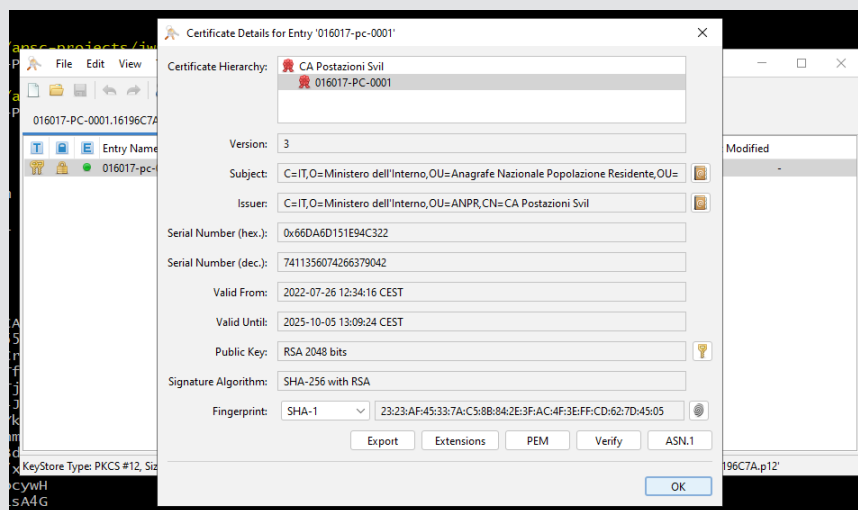 Certificate Details for Entry '016017-pc-0001'
File Edit View
Certificate Hierarchy:
CA Postazioni Svil
016017-PC-0001
016017-PC-0001.16196C7A
T E Entry Name
Modified
016017-pc-
-
Version: 3
Subject: C=IT,O=Ministero dell'Interno,OU=Anagrafe Nazionale Popolazione Residente,OU=
Issuer: C=IT,O=Ministero dell'Interno,OU=ANPR,CN=CA Postazioni Svil
Serial Number (hex.): 0x66DA6D151E94C322
Serial Number (dec.): 7411356074266379042
Valid From: 2022-07-26 12:34:16 CEST
Valid Until: 2025-10-05 13:09:24 CEST
Public Key: RSA 2048 bits
Signature Algorithm: SHA-256 with RSA
Fingerprint: SHA-1 23:23:AF:45:33:7A:C5:8B:84:2E:3F:AC:4F:3E:FF:CD:62:7D:45:05
Export Extensions PEM Verify ASN.1
KeyStore Type: PKCS #12, Siz
196C7A.p12'
OK
ocywH
sA4G